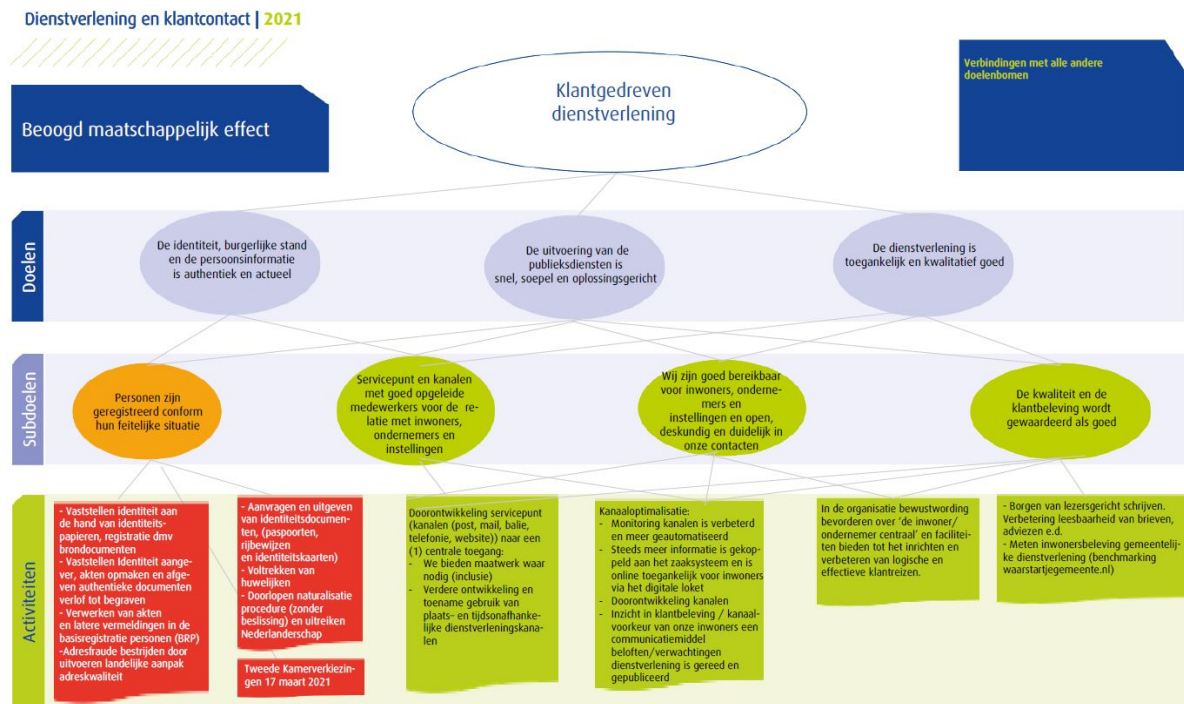 Dienstverlening en klantcontact | 2021
Beoogd maatschappelijk effect
Klantgedreven
dienstverlening
Verbindingen met alle andere
doelenbomen
Doelen
De identiteit, burgerlijke stand
en de persoonsinformatie
is authentiek en actueel
De uitvoering van de
publieksdiensten is
snel, soepel en oplossingsgericht
De dienstverlening is
toegankelijk en kwalitatief goed
Subdoelen
Personen zijn
geregistreerd conform
hun feitelijke situatie
Servicepunt en kanalen
met goed opgeleide
medewerkers voor de re-
latie met inwoners,
ondernemers en
instellingen
Wij zijn goed bereikbaar
voor inwoners, onderne-
mers en
instellingen en open,
deskundig en duidelijk in
onze contacten
De kwaliteit en de
klantbeleving wordt
gewaardeerd als goed
Activiteiten
- Vaststellen identiteit aan
de hand van identiteits-
papieren, registratie dmv
brondocumenten
- Vaststellen Identiteit aange-
ver, akten opmaken en afge-
ven authentieke documenten
verlof tot begraven
- Verwerken van akten
en latere vermeldingen in de
basisregistratie personen (BRP)
-Adresfraude bestrijden door
uitvoeren landelijke aanpak
adreskwaliteit
- Aanvragen en uitgeven
van identiteitsdocumen-
ten, (paspoorten,
rijbewijzen
en identiteitskaarten)
- Voltrekken van
huwelijken
- Doorlopen naturalisatie
procedure (zonder
beslissing) en uitreiken
Nederlanderschap
Tweede Kamerverkiezin-
gen 17 maart 2021
Doorontwikkeling servicepunt
(kanalen (post, mail, balie,
telefonie, website)) naar een
(1) centrale toegang:
- We bieden maatwerk waar
nodig (inclusie)
- Verdere ontwikkeling en
toename gebruik van
plaats- en tijdsonafhanke-
lijke dienstverleningskana-
len
Kanaaloptimalisatie:
- Monitoring kanalen is verbeterd
en meer geautomatiseerd
- Steeds meer informatie is gekop-
peld aan het zaaksysteem en is
online toegankelijk voor inwoners
via het digitale loket
- Doorontwikkeling kanalen
- Inzicht in klantbeleving / kanaal-
voorkeur van onze inwoners een
communicatiemiddel
beloften/verwachtingen
dienstverlening is gereed en
gepubliceerd
In de organisatie bewustwording
bevorderen over 'de inwoner/
ondernemer centraal' en facilitei-
ten bieden tot het inrichten en
verbeteren van logische en
effectieve klantreizen.
- Borgen van lezersgericht schrijven.
Verbetering leesbaarheid van brieven,
adviezen e.d.
- Meten inwonersbeleving gemeentelij-
ke dienstverlening (benchmarking
waarstartjegemeente.nl)